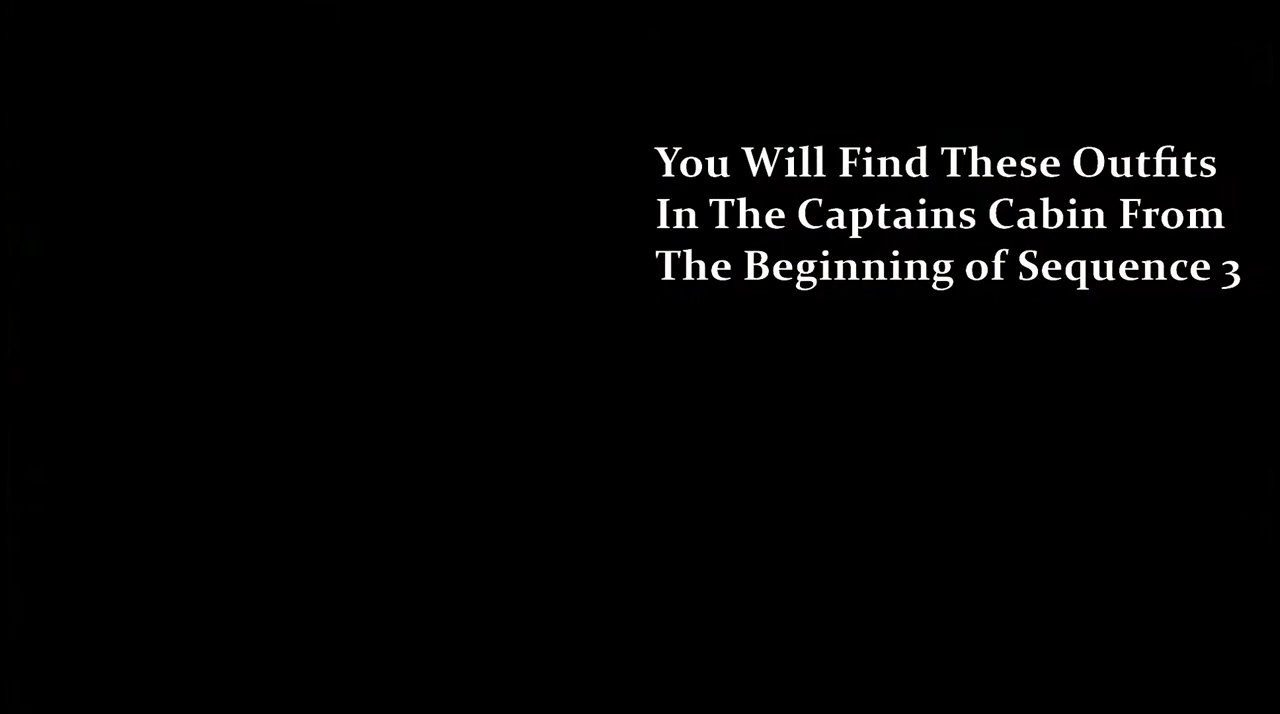 You Will Find These Outfits
In The Captains Cabin From
The Beginning of Sequence 3